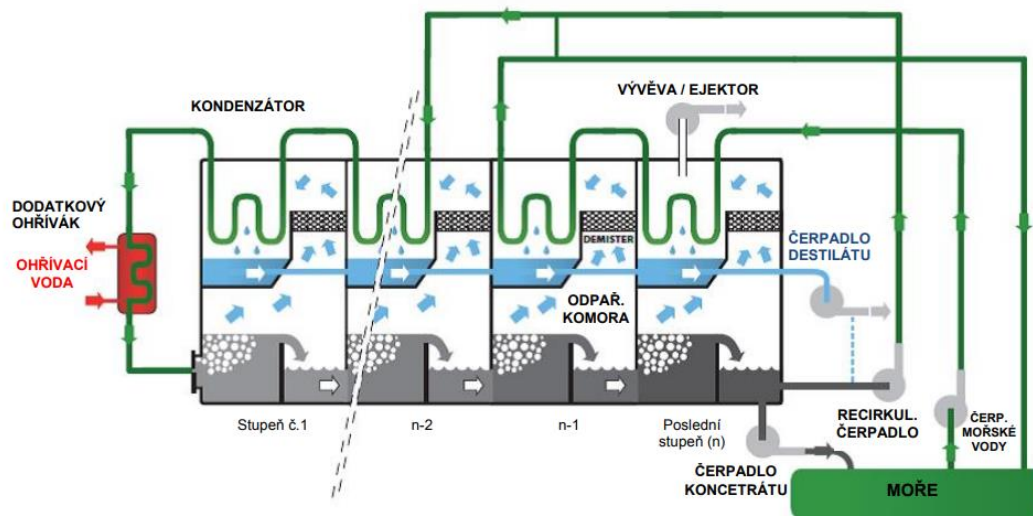 KONDENZÁTOR
VÝVĚVA / EJEKTOR
DODATKOVÝ
OHŘÍVÁK
OHŘÍVACÍ
VODA
DEMISTER
ČERPADLO
DESTILÁTU
ODPAŘ.
KOMORA
Stupeň č.1
n-2
n-1
Poslední
stupeň (n)
RECIRKUL.
ČERPADLO
ČERP.
MOŘSKÉ
VODY
ČERPADLO
KONCETRÁTU
MOŘE